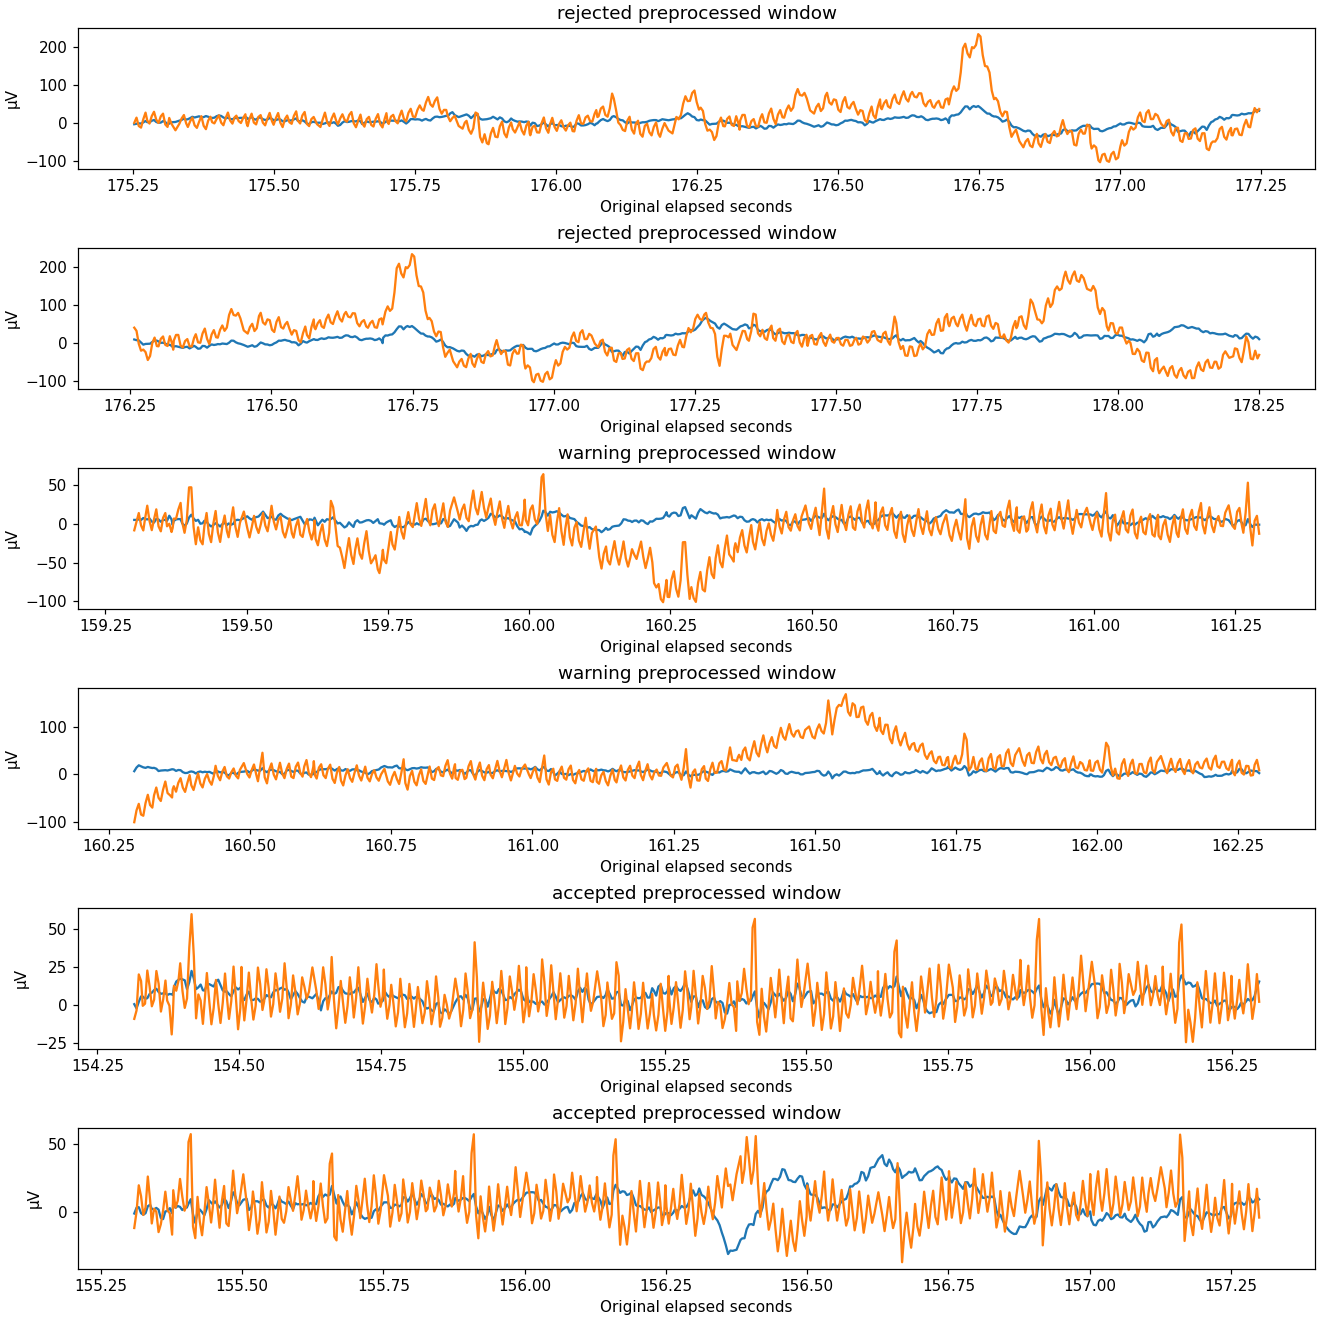 rejected preprocessed window
200
100
0
−100
µV
175.25 175.50 175.75 176.00 176.25 176.50 176.75 177.00 177.25
Original elapsed seconds
rejected preprocessed window
200
100
0
−100
µV
176.25 176.50 176.75 177.00 177.25 177.50 177.75 178.00 178.25
Original elapsed seconds
warning preprocessed window
50
0
−50
−100
µV
159.25 159.50 159.75 160.00 160.25 160.50 160.75 161.00 161.25
Original elapsed seconds
warning preprocessed window
100
0
−100
µV
160.25 160.50 160.75 161.00 161.25 161.50 161.75 162.00 162.25
Original elapsed seconds
accepted preprocessed window
50
25
0
−25
µV
154.25 154.50 154.75 155.00 155.25 155.50 155.75 156.00 156.25
Original elapsed seconds
accepted preprocessed window
50
0
µV
155.25 155.50 155.75 156.00 156.25 156.50 156.75 157.00 157.25
Original elapsed seconds